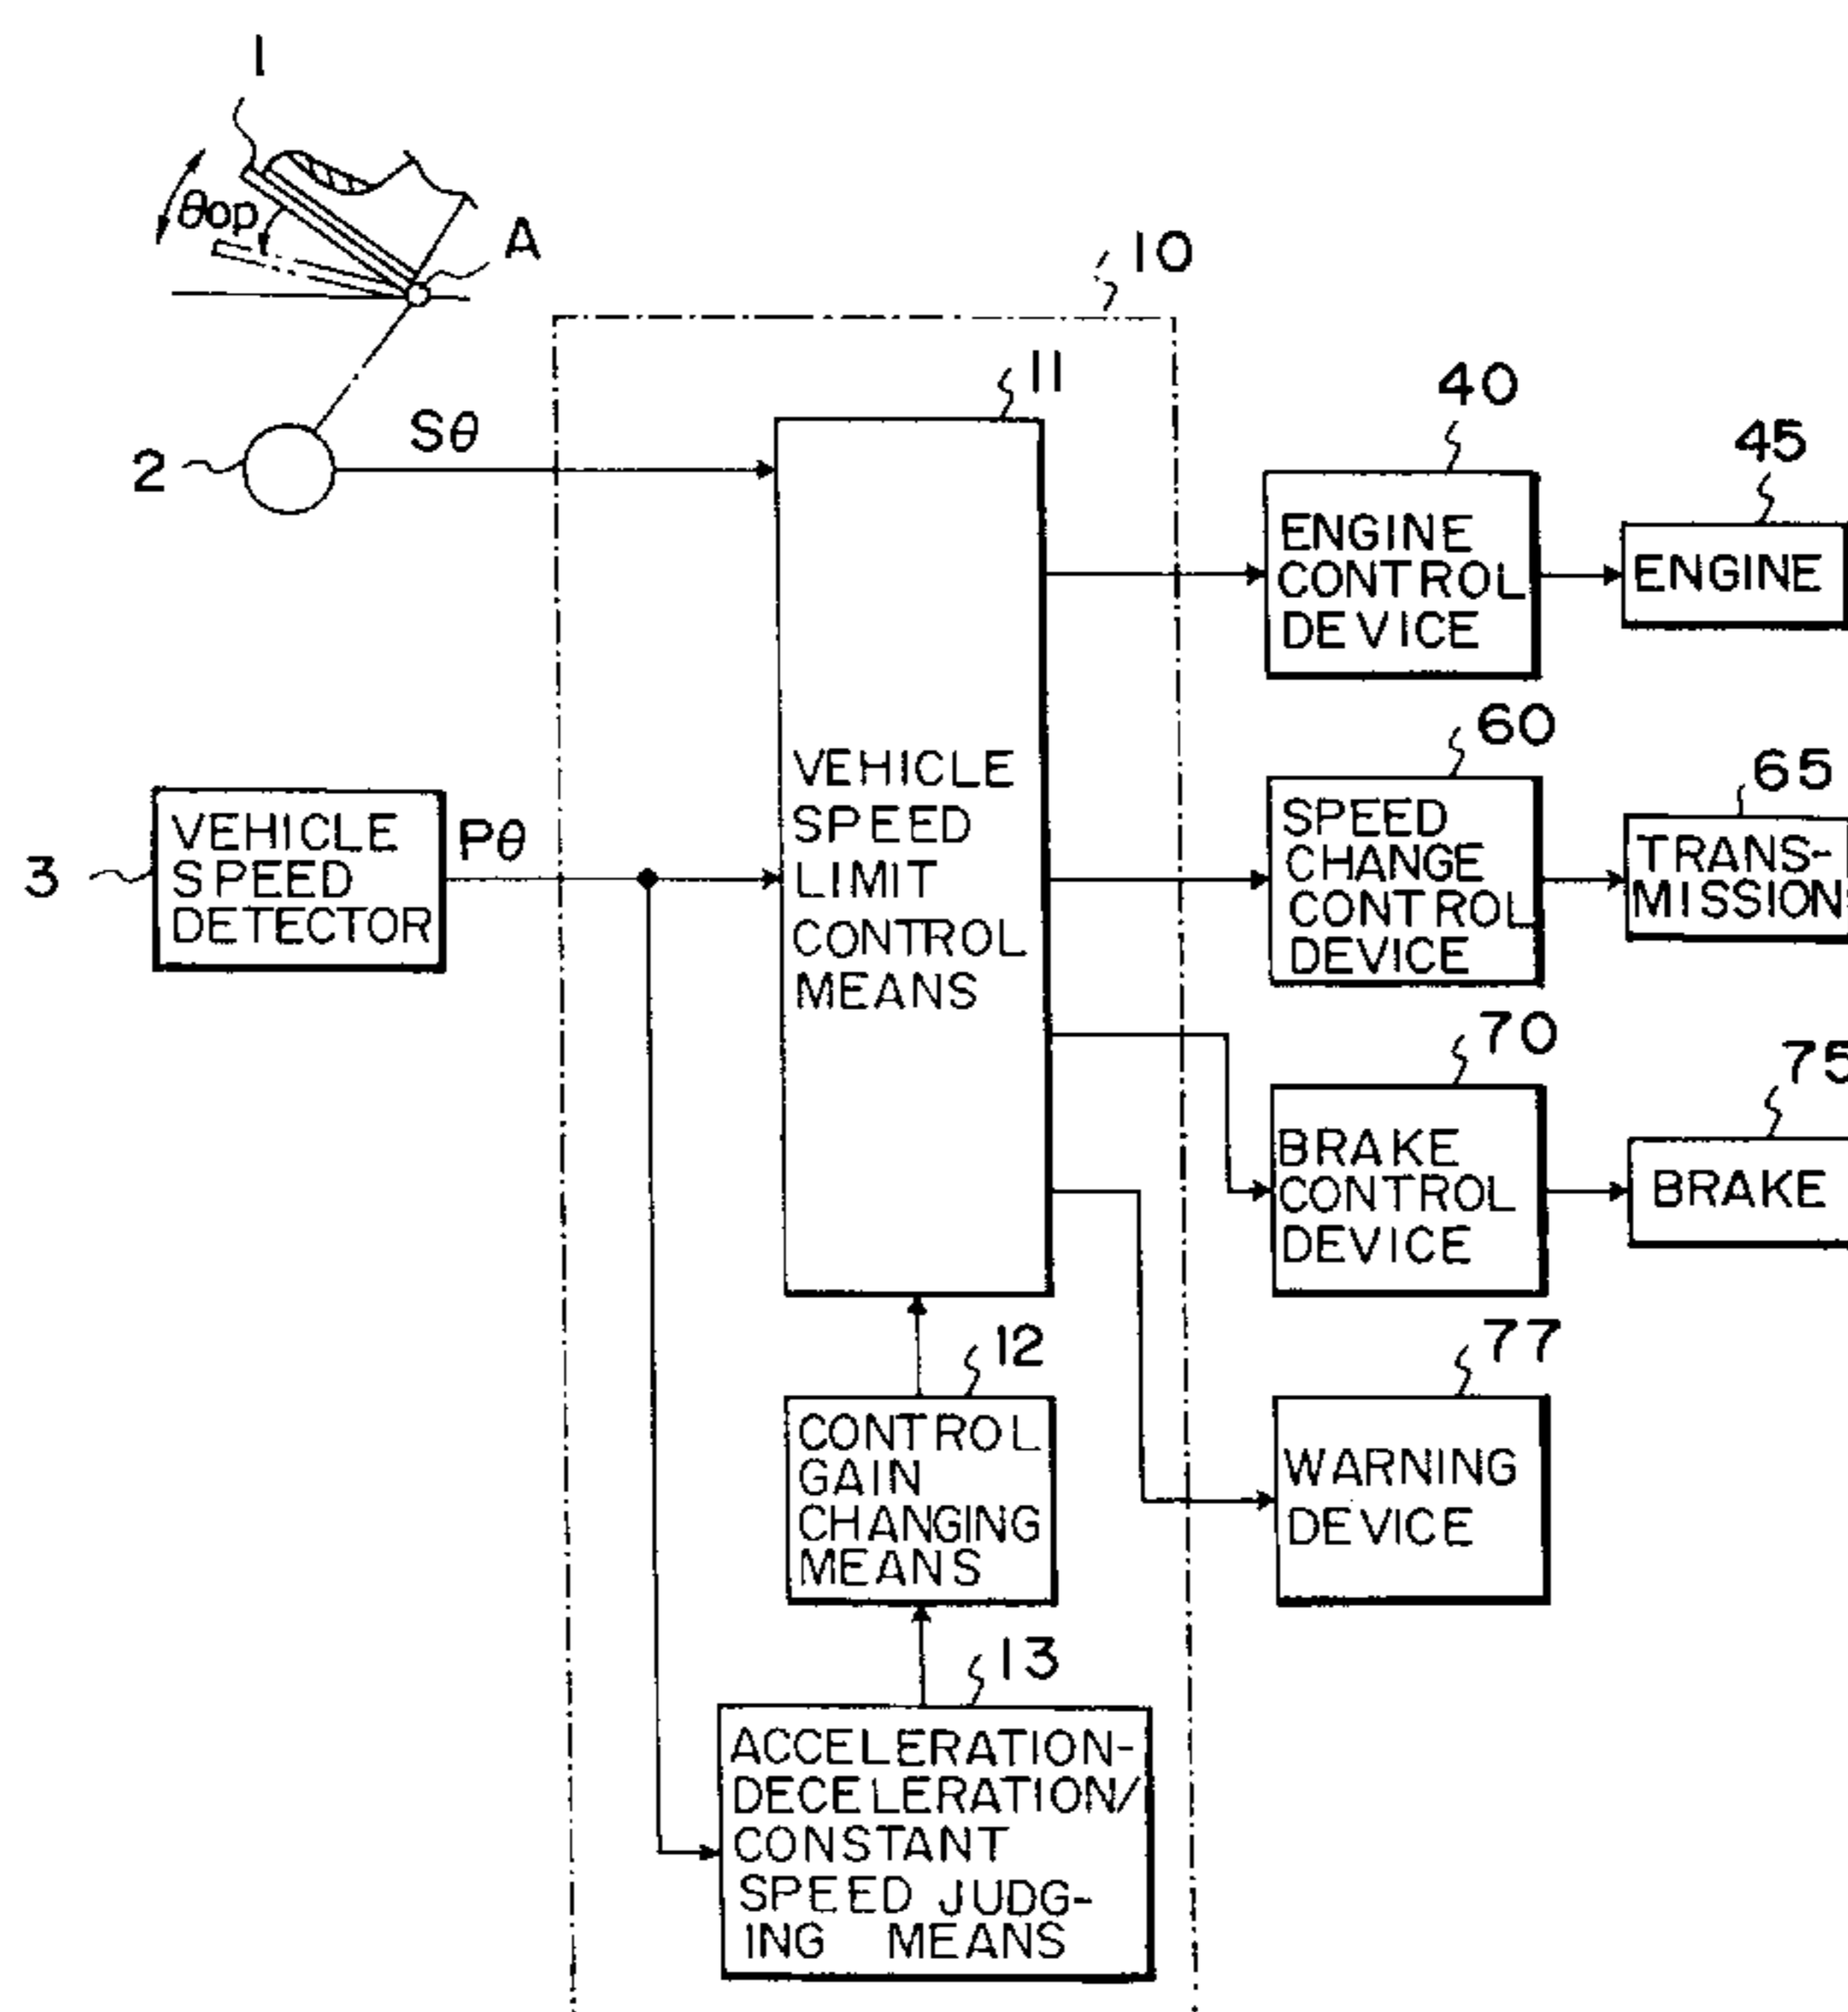 1
θop
A
10
11
2
Sθ
40
45
ENGINE
CONTROL
DEVICE
ENGINE
60
65
3
VEHICLE
SPEED
DETECTOR
Pθ
VEHICLE
SPEED
LIMIT
CONTROL
MEANS
SPEED
CHANGE
CONTROL
DEVICE
TRANS-
MISSION
70
75
BRAKE
CONTROL
DEVICE
BRAKE
12
77
CONTROL
GAIN
CHANGING
MEANS
WARNING
DEVICE
13
ACCELERATION-
DECELERATION/
CONSTANT
SPEED JUDG-
ING MEANS